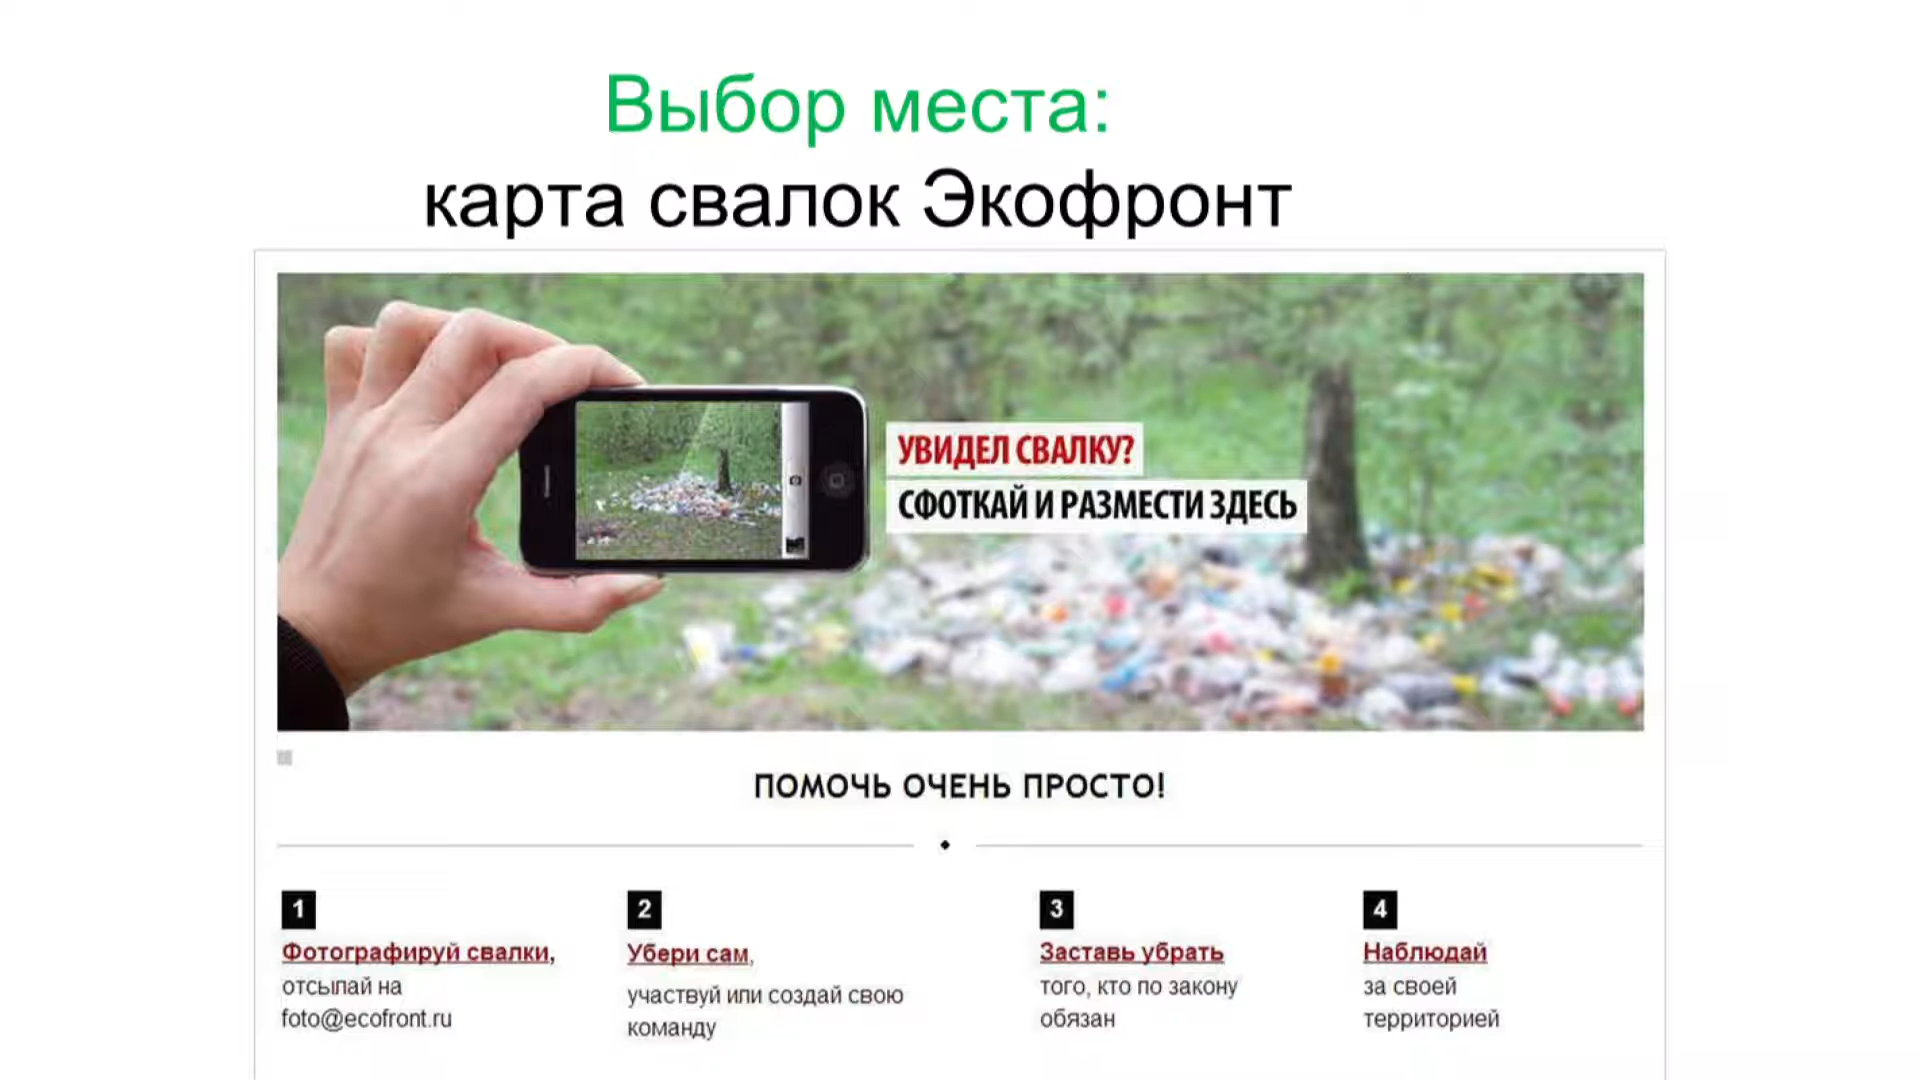 Выбор места:
карта свалок Экофронт
УВИДЕЛ СВАЛКУ?
СФОТКАЙ И РАЗМЕСТИ ЗДЕСЬ
ПОМОЧЬ ОЧЕНЬ ПРОСТО!
1
Фотографируй свалки,
отсылай на
foto@ecofront.ru
2
Убери сам,
участвуй или создай свою
команду
3
Заставь убрать
того, кто по закону
обязан
4
Наблюдай
за своей
территорией